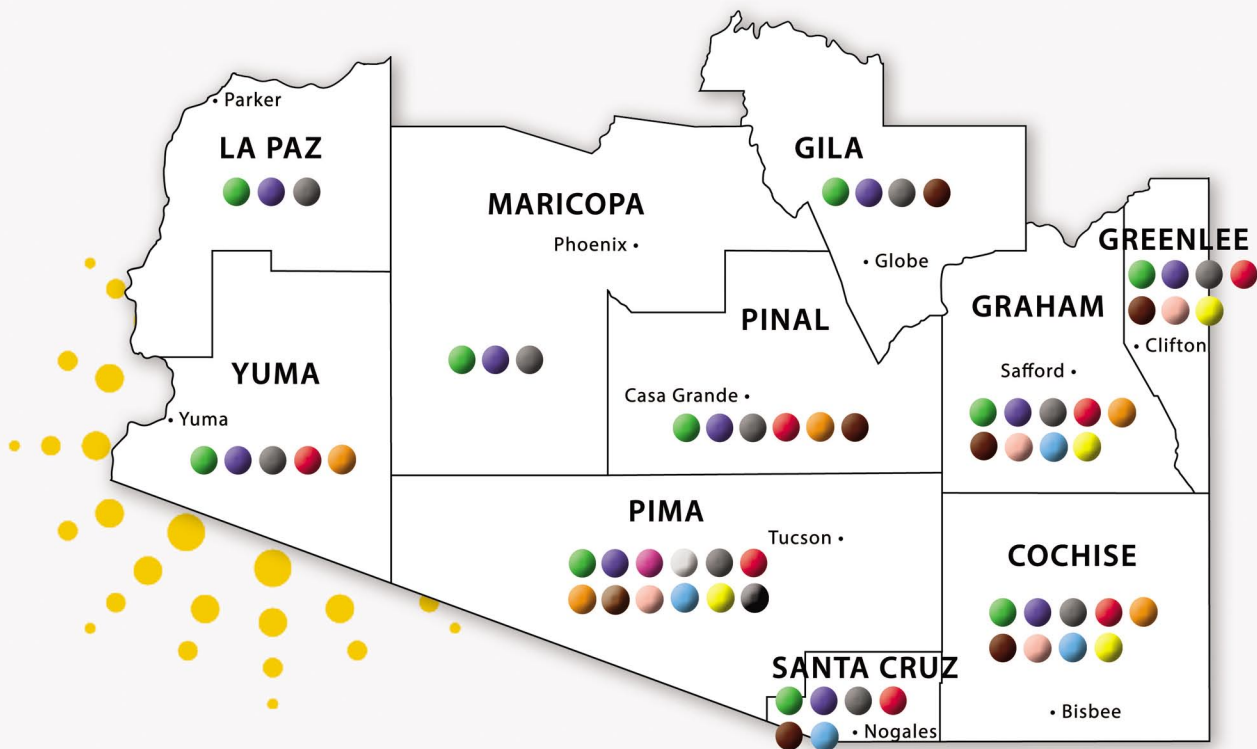 • Parker
LA PAZ
GILA
MARICOPA
Phoenix •
• Globe
GREENLEE
GRAHAM
PINAL
• Clifton
YUMA
Safford •
Casa Grande •
• Yuma
PIMA
Tucson •
COCHISE
SANTA CRUZ
• Nogales
• Bisbee